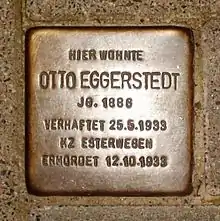 HIER WOHNTE
OTTO EGGERSTEDT
JG. 1886
VERHAFTET 25.5.1933
KZ ESTERWEGEN
ERMORDET 12.10.1933